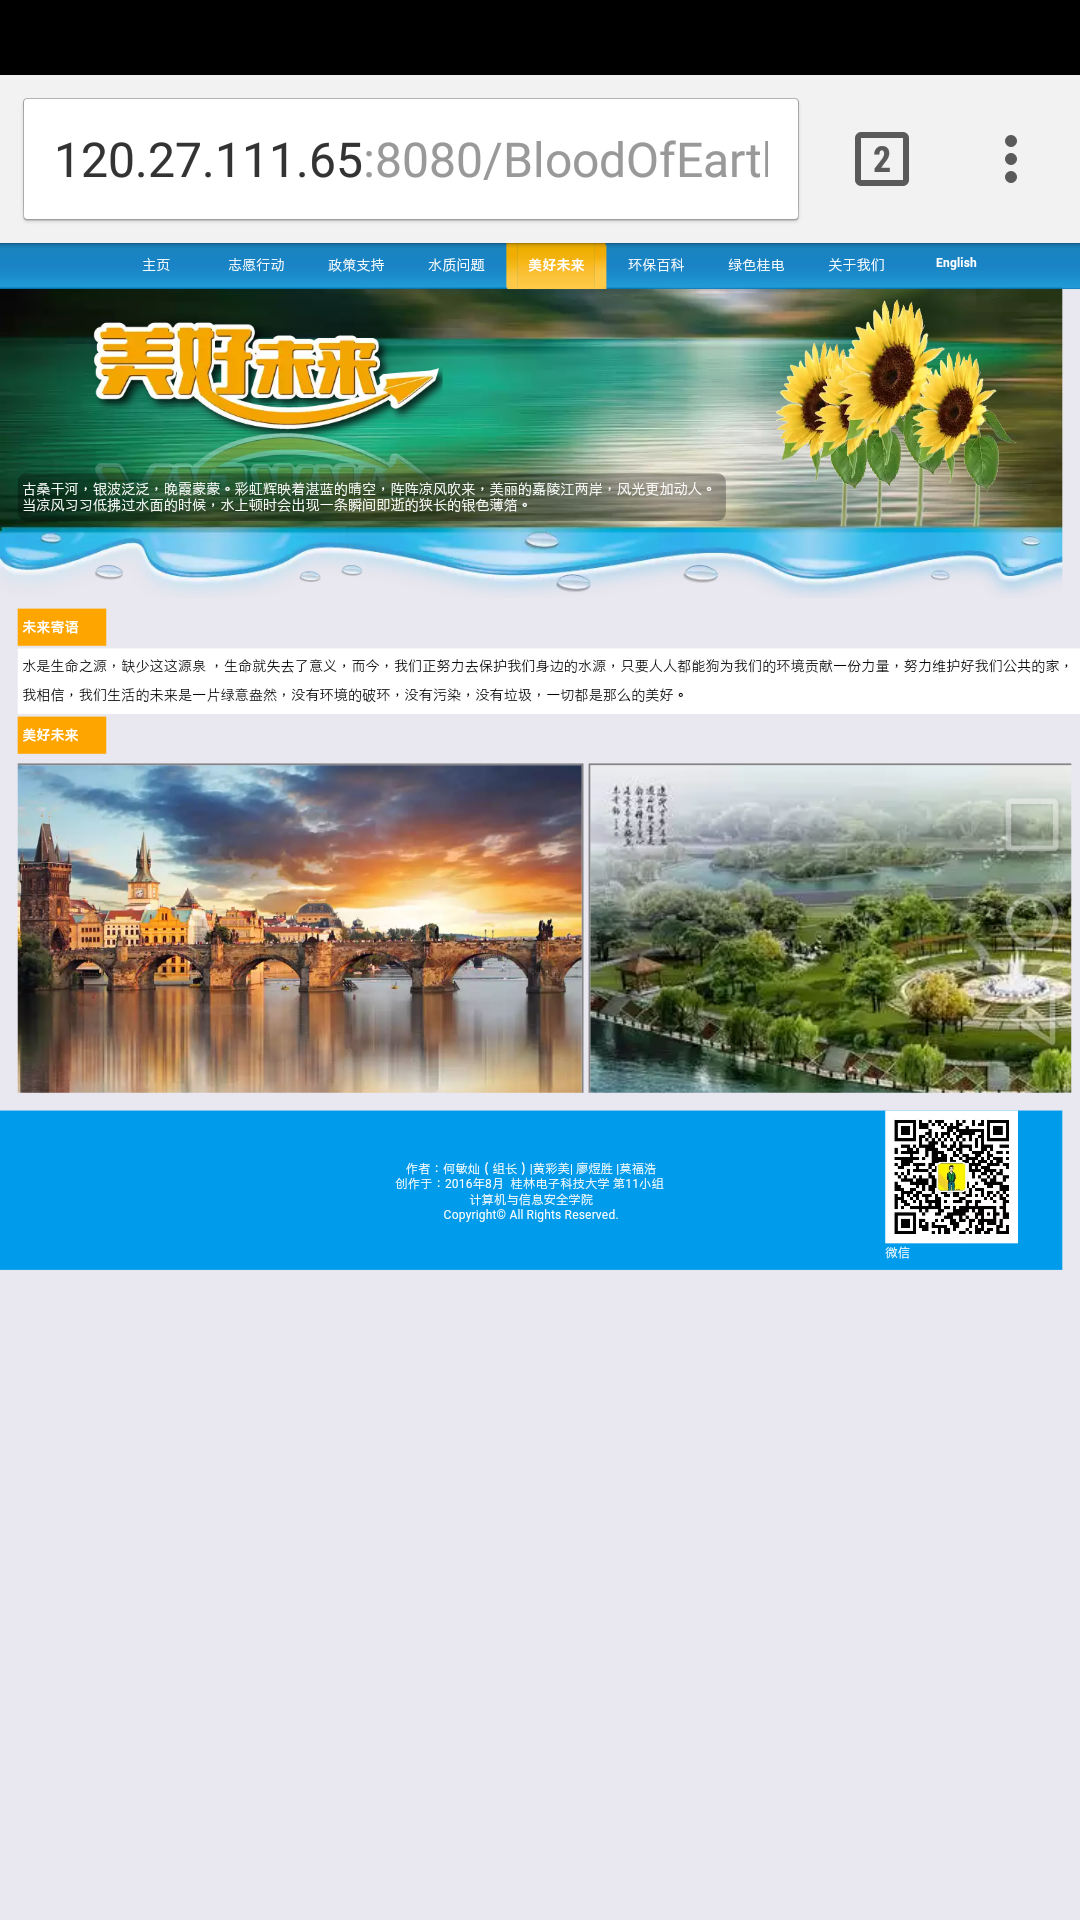 120.27.111.65:8080/BloodOfEart
2
主页 志愿行动 政策支持 水质问题 美好未来 环保百科 绿色桂电 关于我们 English
美好未来
古桑干河，银波泛泛，晚霞蒙蒙。彩虹辉映着湛蓝的晴空，阵阵凉风吹来，美丽的嘉陵江两岸，风光更加动人。
当凉风习习低拂过水面的时候，水上顿时会出现一条瞬间即逝的狭长的银色薄箔。
未来寄语
水是生命之源，缺少这这源泉 ，生命就失去了意义，而今，我们正努力去保护我们身边的水源，只要人人都能狗为我们的环境贡献一份力量，努力维护好我们公共的家，
我相信，我们生活的未来是一片绿意盎然，没有环境的破环，没有污染，没有垃圾，一切都是那么的美好。
美好未来
作者：何敏灿（组长）|黄彩美| 廖煜胜 |莫福浩
创作于：2016年8月 桂林电子科技大学 第11小组
计算机与信息安全学院
Copyright© All Rights Reserved.
微信